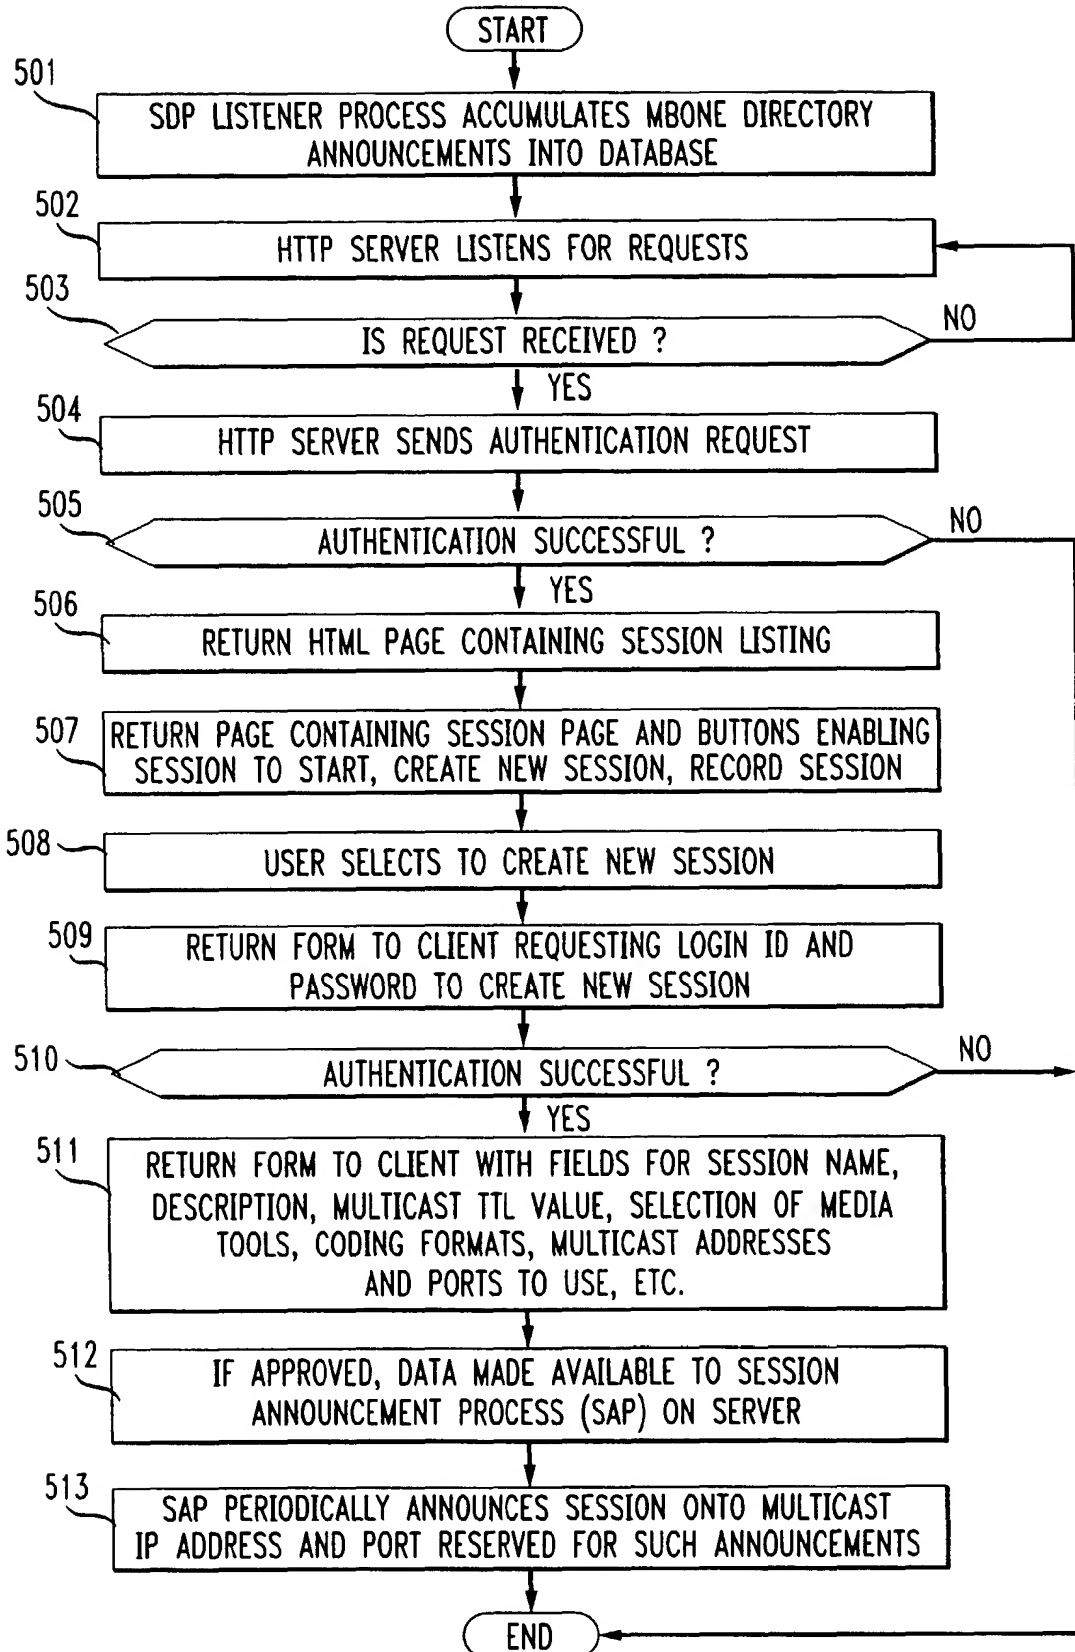 START
501
SDP LISTENER PROCESS ACCUMULATES MBONE DIRECTORY
ANNOUNCEMENTS INTO DATABASE
502
HTTP SERVER LISTENS FOR REQUESTS
503
IS REQUEST RECEIVED ?
NO
YES
504
HTTP SERVER SENDS AUTHENTICATION REQUEST
505
AUTHENTICATION SUCCESSFUL ?
NO
YES
506
RETURN HTML PAGE CONTAINING SESSION LISTING
507
RETURN PAGE CONTAINING SESSION PAGE AND BUTTONS ENABLING
SESSION TO START, CREATE NEW SESSION, RECORD SESSION
508
USER SELECTS TO CREATE NEW SESSION
509
RETURN FORM TO CLIENT REQUESTING LOGIN ID AND
PASSWORD TO CREATE NEW SESSION
510
AUTHENTICATION SUCCESSFUL ?
NO
YES
511
RETURN FORM TO CLIENT WITH FIELDS FOR SESSION NAME,
DESCRIPTION, MULTICAST TTL VALUE, SELECTION OF MEDIA
TOOLS, CODING FORMATS, MULTICAST ADDRESSES
AND PORTS TO USE, ETC.
512
IF APPROVED, DATA MADE AVAILABLE TO SESSION
ANNOUNCEMENT PROCESS (SAP) ON SERVER
513
SAP PERIODICALLY ANNOUNCES SESSION ONTO MULTICAST
IP ADDRESS AND PORT RESERVED FOR SUCH ANNOUNCEMENTS
END